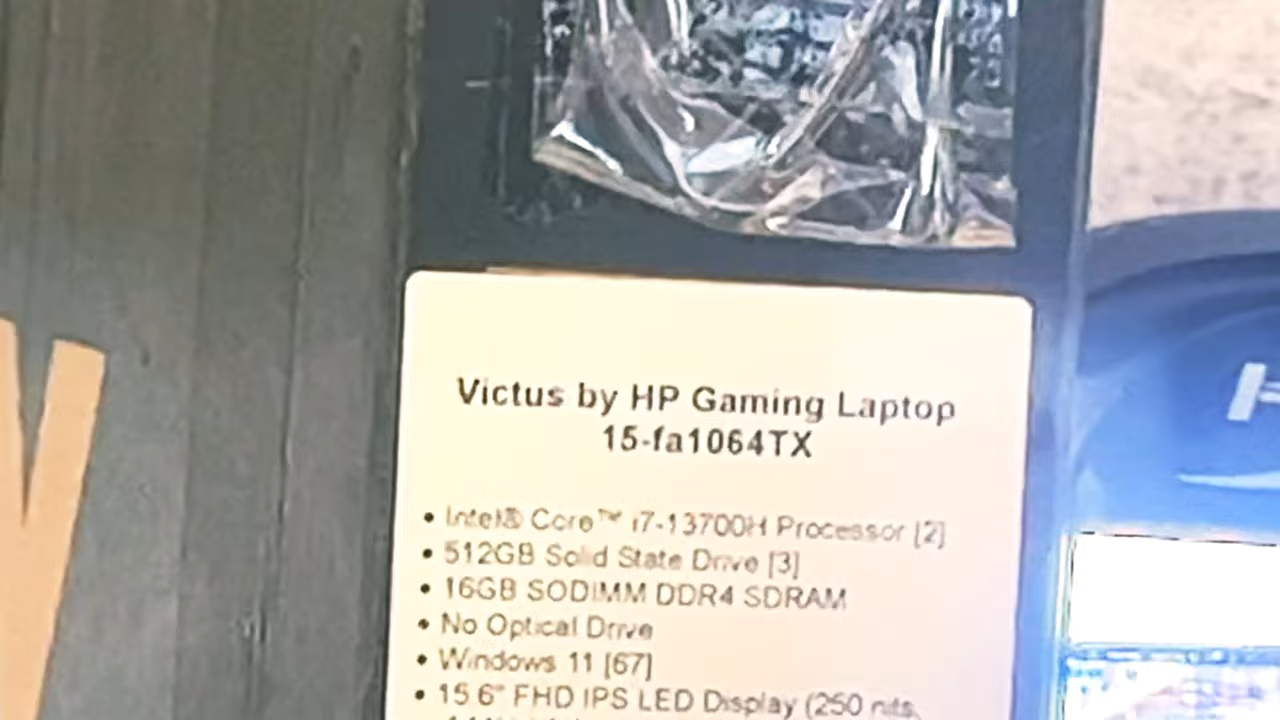 Victus by HP Gaming Laptop
15-fa1064TX
• Intel® Core™ i7-13700H Processor [2]
• 512GB Solid State Drive [3]
• 16GB SODIMM DDR4 SDRAM
• No Optical Drive
• Windows 11 [67]
• 15.6" FHD IPS LED Display (250 nits,